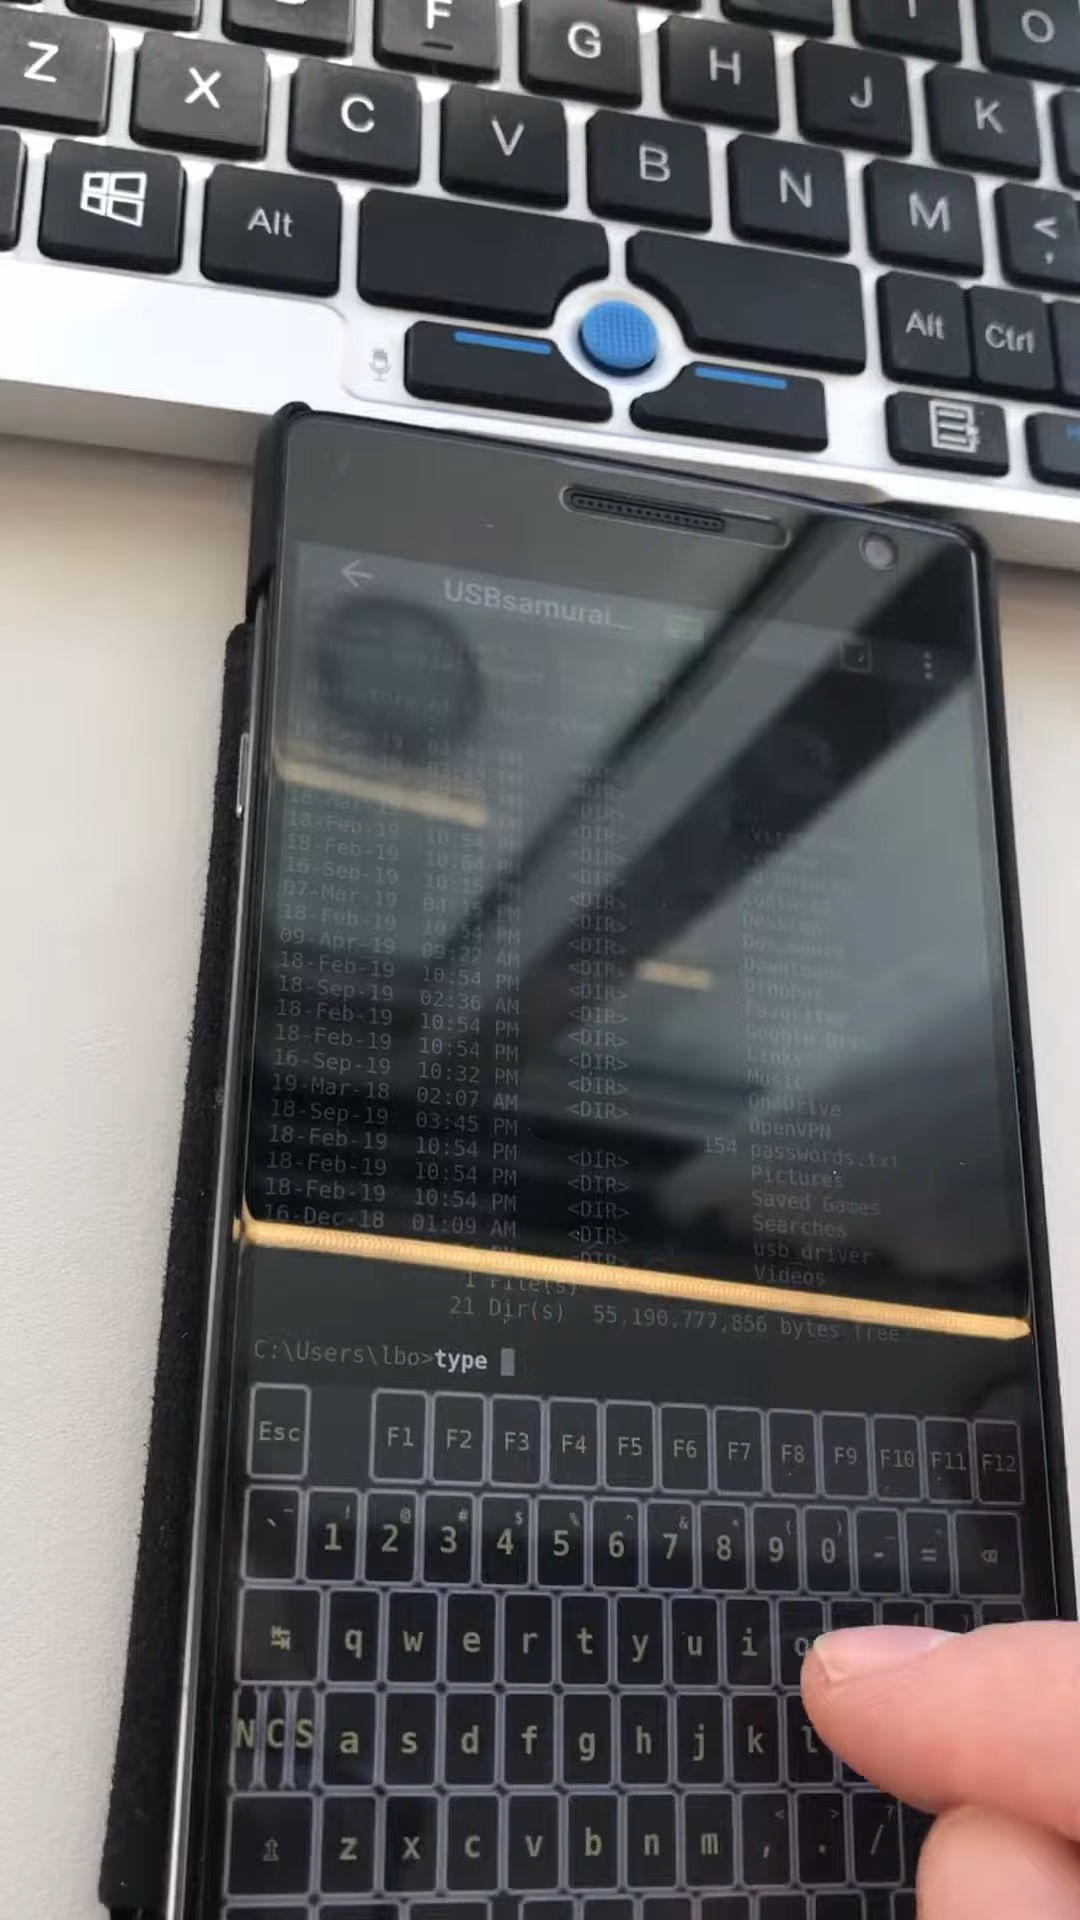 F G O
Z X C V B N H J K M <
Alt
,
Alt Ctrl
USBsamurai…
<DIR>
<DIR>
18-Mar-19 <DIR>
18-Feb-19 10:54 PM <DIR>
18-Feb-19 <DIR>
16-Sep-19 10:15 PM <DIR> Contacts
07-Mar-19 PM <DIR> Desktop
18-Feb-19 10:54 PM <DIR> Documents
09-Apr-19 09:22 AM <DIR> Downloads
18-Feb-19 10:54 PM <DIR> Dropbox
18-Sep-19 02:36 AM <DIR> Favorites
18-Feb-19 10:54 PM <DIR> Google Drive
18-Feb-19 10:54 PM <DIR> Links
16-Sep-19 10:32 PM <DIR> Music
19-Mar-18 02:07 AM <DIR> OneDrive
18-Sep-19 03:45 PM OpenVPN
18-Feb-19 10:54 PM <DIR> 154 passwords.txt
18-Feb-19 10:54 PM <DIR> Pictures
18-Feb-19 10:54 PM <DIR> Saved Games
16-Dec-18 01:09 AM <DIR> Searches
<DIR> usb_driver
Videos
1 File(s)
21 Dir(s) 55,190,777,856 bytes free
C:\Users\lbo>type
Esc F1 F2 F3 F4 F5 F6 F7 F8 F9 F10 F11 F12
` 1 2 3 4 5 6 7 8 9 0 - =
q w e r t y u i o
N C S a s d f g h j k l
z x c v b n m , . /